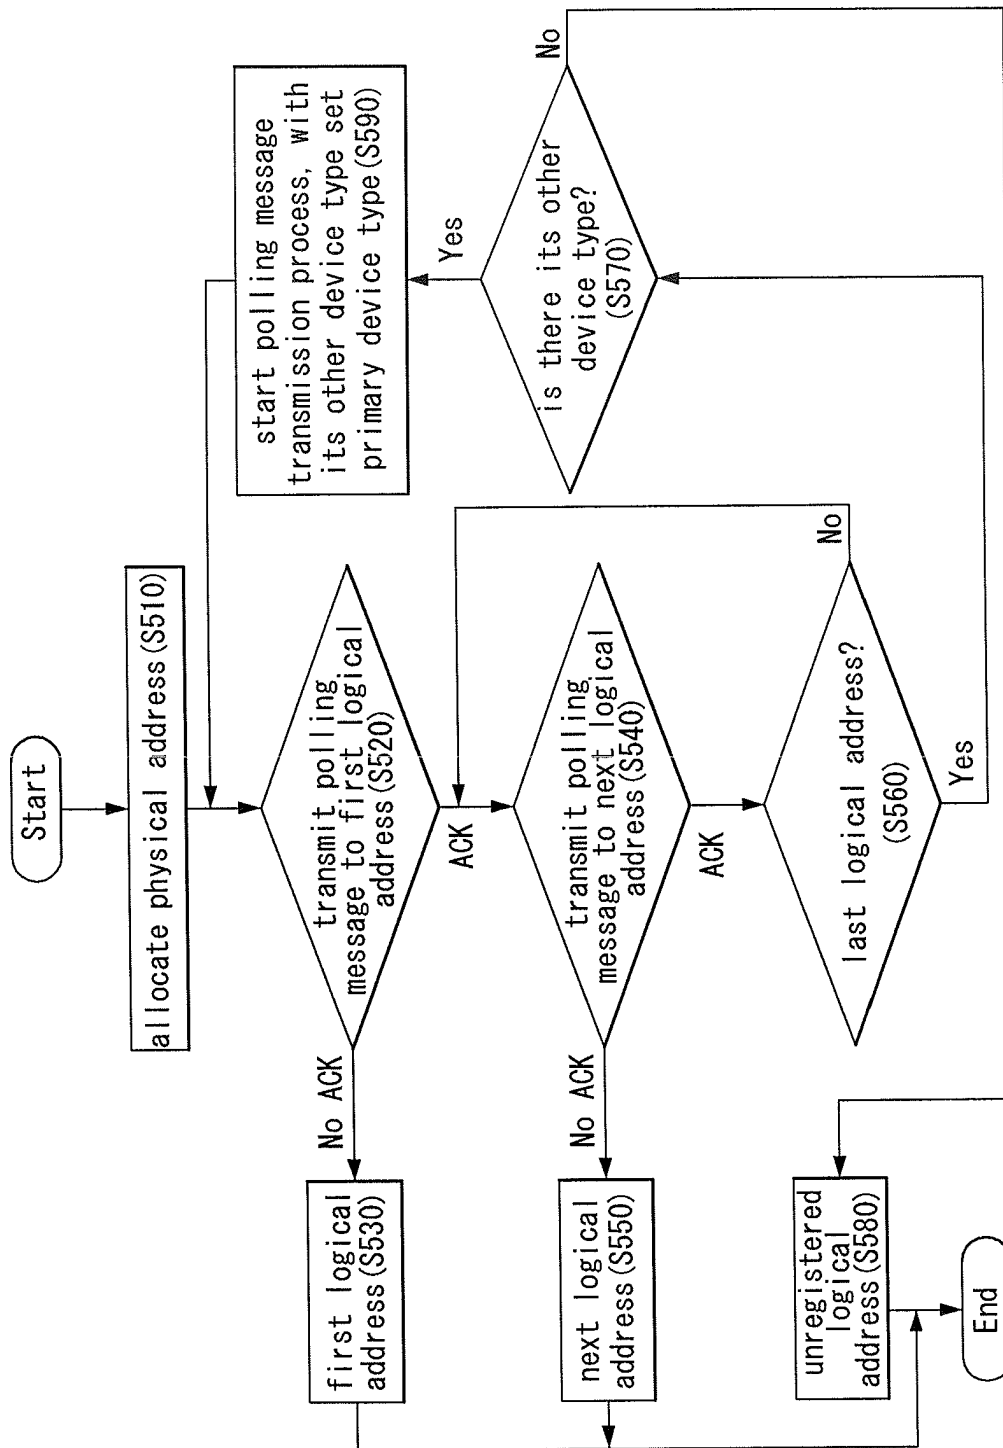 Start
allocate physical address(S510)
transmit polling
message to first logical
address(S520)
No ACK
ACK
first logical
address(S530)
transmit polling
message to next logical
address(S540)
No ACK
ACK
next logical
address(S550)
last logical address?
(S560)
No
Yes
is there its other
device type?
(S570)
Yes
No
start polling message
transmission process, with
its other device type set
primary device type(S590)
unregistered
logical
address(S580)
End